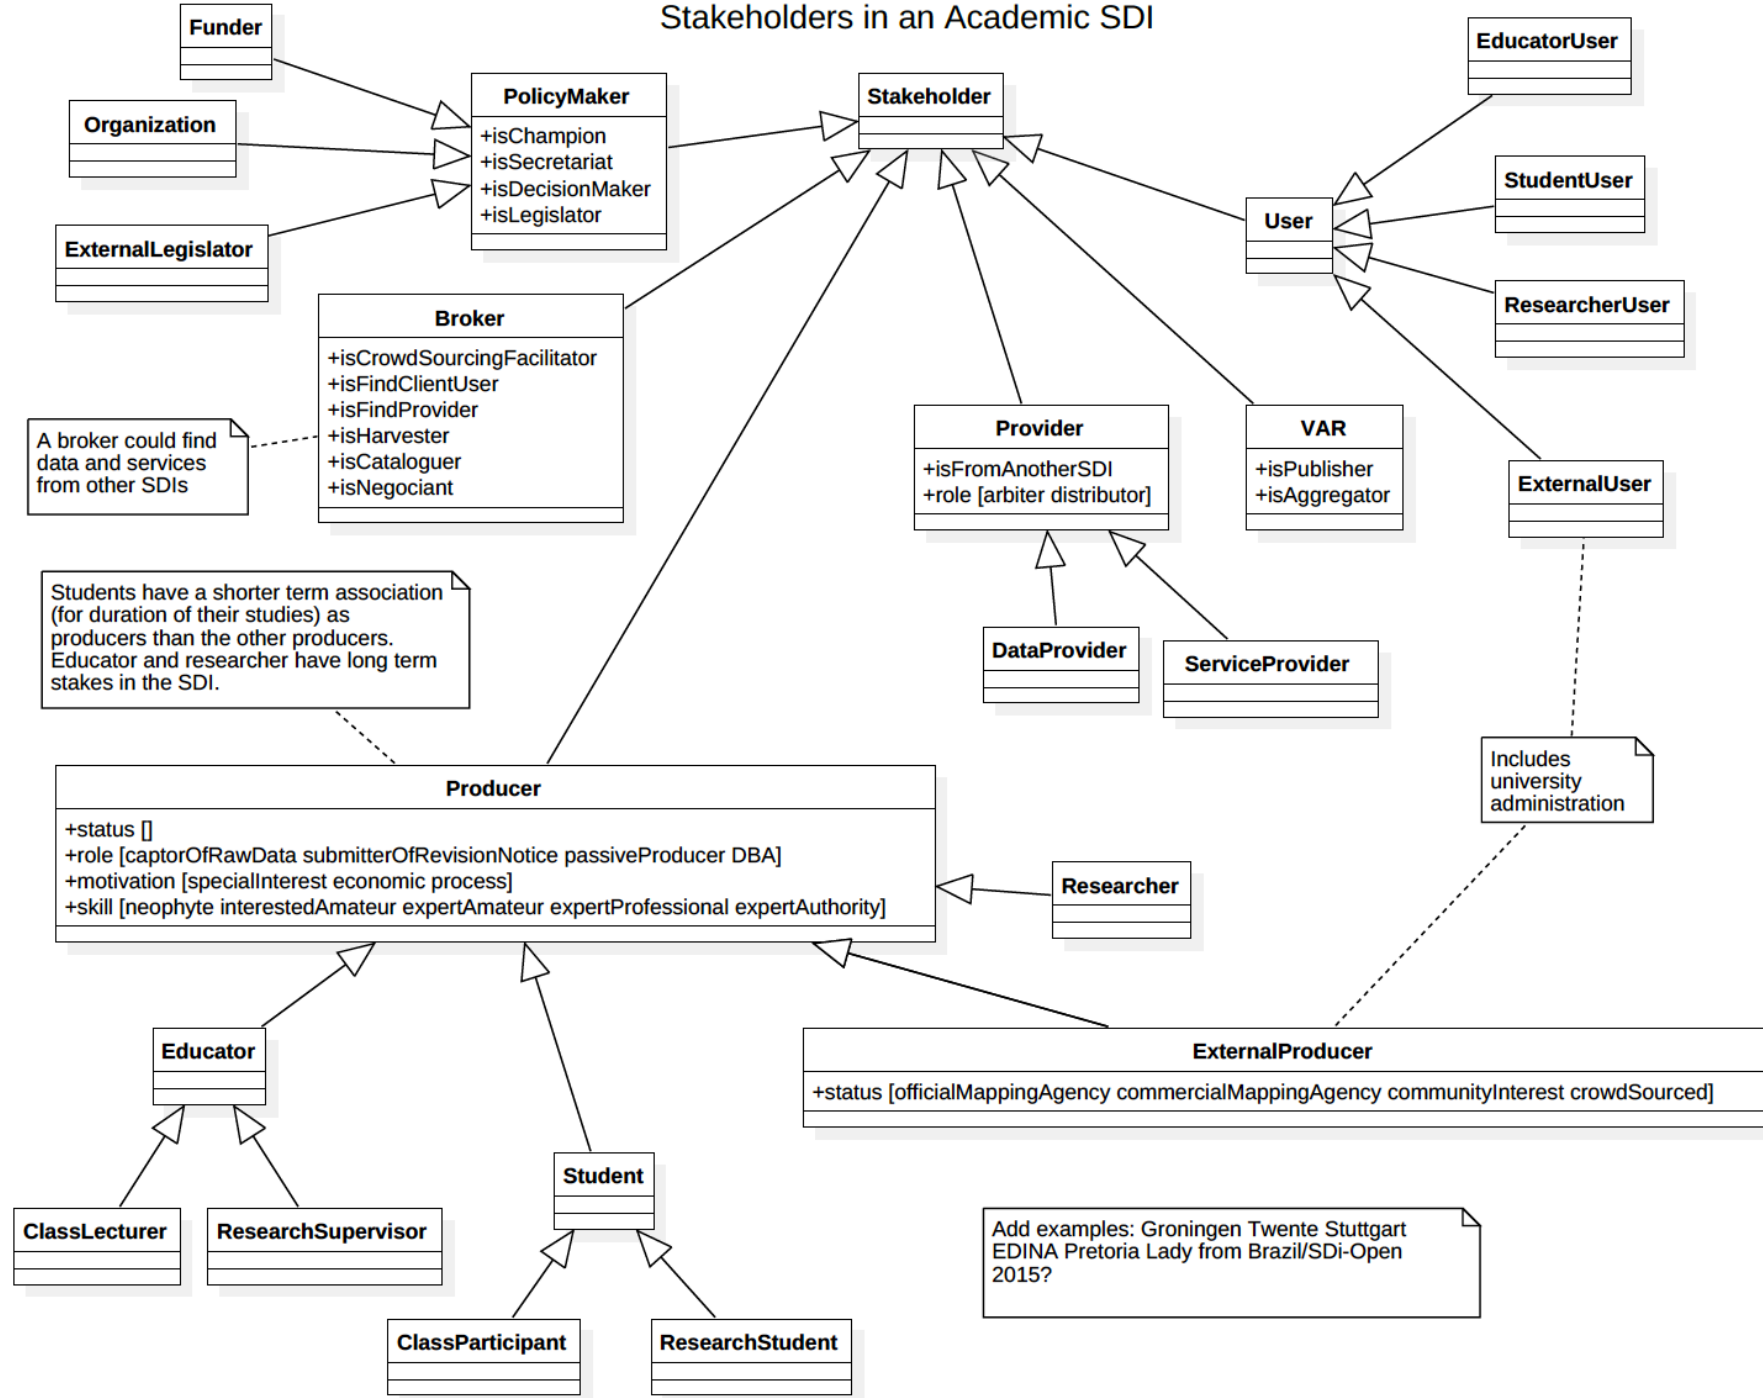 Stakeholders in an Academic SDI
Funder
Organization
ExternalLegislator
PolicyMaker
+isChampion
+isSecretariat
+isDecisionMaker
+isLegislator
Stakeholder
EducatorUser
StudentUser
User
ResearcherUser
ExternalUser
Broker
+isCrowdSourcingFacilitator
+isFindClientUser
+isFindProvider
+isHarvester
+isCataloguer
+isNegociant
A broker could find
data and services
from other SDIs
Provider
+isFromAnotherSDI
+role [arbiter distributor]
VAR
+isPublisher
+isAggregator
Students have a shorter term association
(for duration of their studies) as
producers than the other producers.
Educator and researcher have long term
stakes in the SDI.
DataProvider
ServiceProvider
Includes
university
administration
Producer
+status []
+role [captorOfRawData submitterOfRevisionNotice passiveProducer DBA]
+motivation [specialInterest economic process]
+skill [neophyte interestedAmateur expertAmateur expertProfessional expertAuthority]
Researcher
Educator
ExternalProducer
+status [officialMappingAgency commercialMappingAgency communityInterest crowdSourced]
Student
ClassLecturer
ResearchSupervisor
Add examples: Groningen Twente Stuttgart
EDINA Pretoria Lady from Brazil/SDi-Open
2015?
ClassParticipant
ResearchStudent